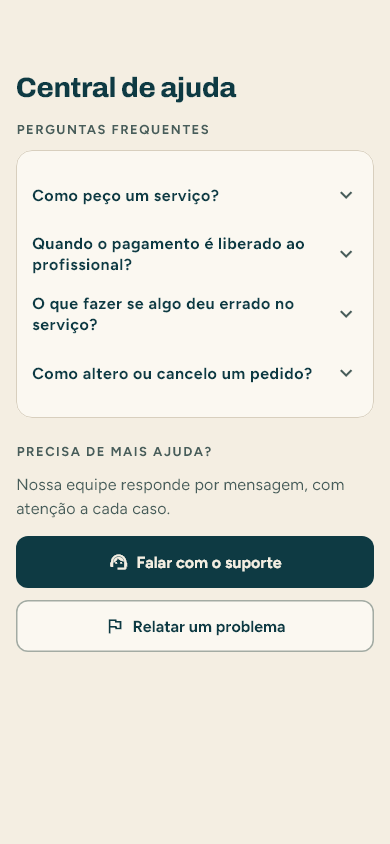 Central de ajuda
PERGUNTAS FREQUENTES
Como peço um serviço?
Quando o pagamento é liberado ao
profissional?
O que fazer se algo deu errado no
serviço?
Como altero ou cancelo um pedido?
PRECISA DE MAIS AJUDA?
Nossa equipe responde por mensagem, com
atenção a cada caso.
Falar com o suporte
Relatar um problema